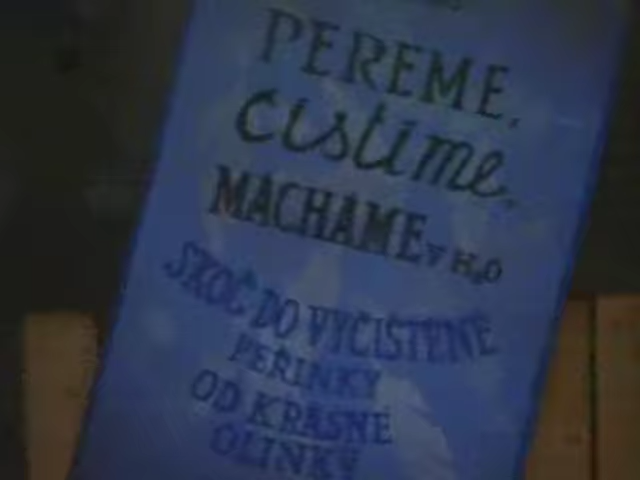 PEREME,
čistíme,
MÁCHÁME v H₂O
SKOČ DO VYČIŠTĚNÉ
PEŘINKY
OD KRÁSNÉ
OLINKY